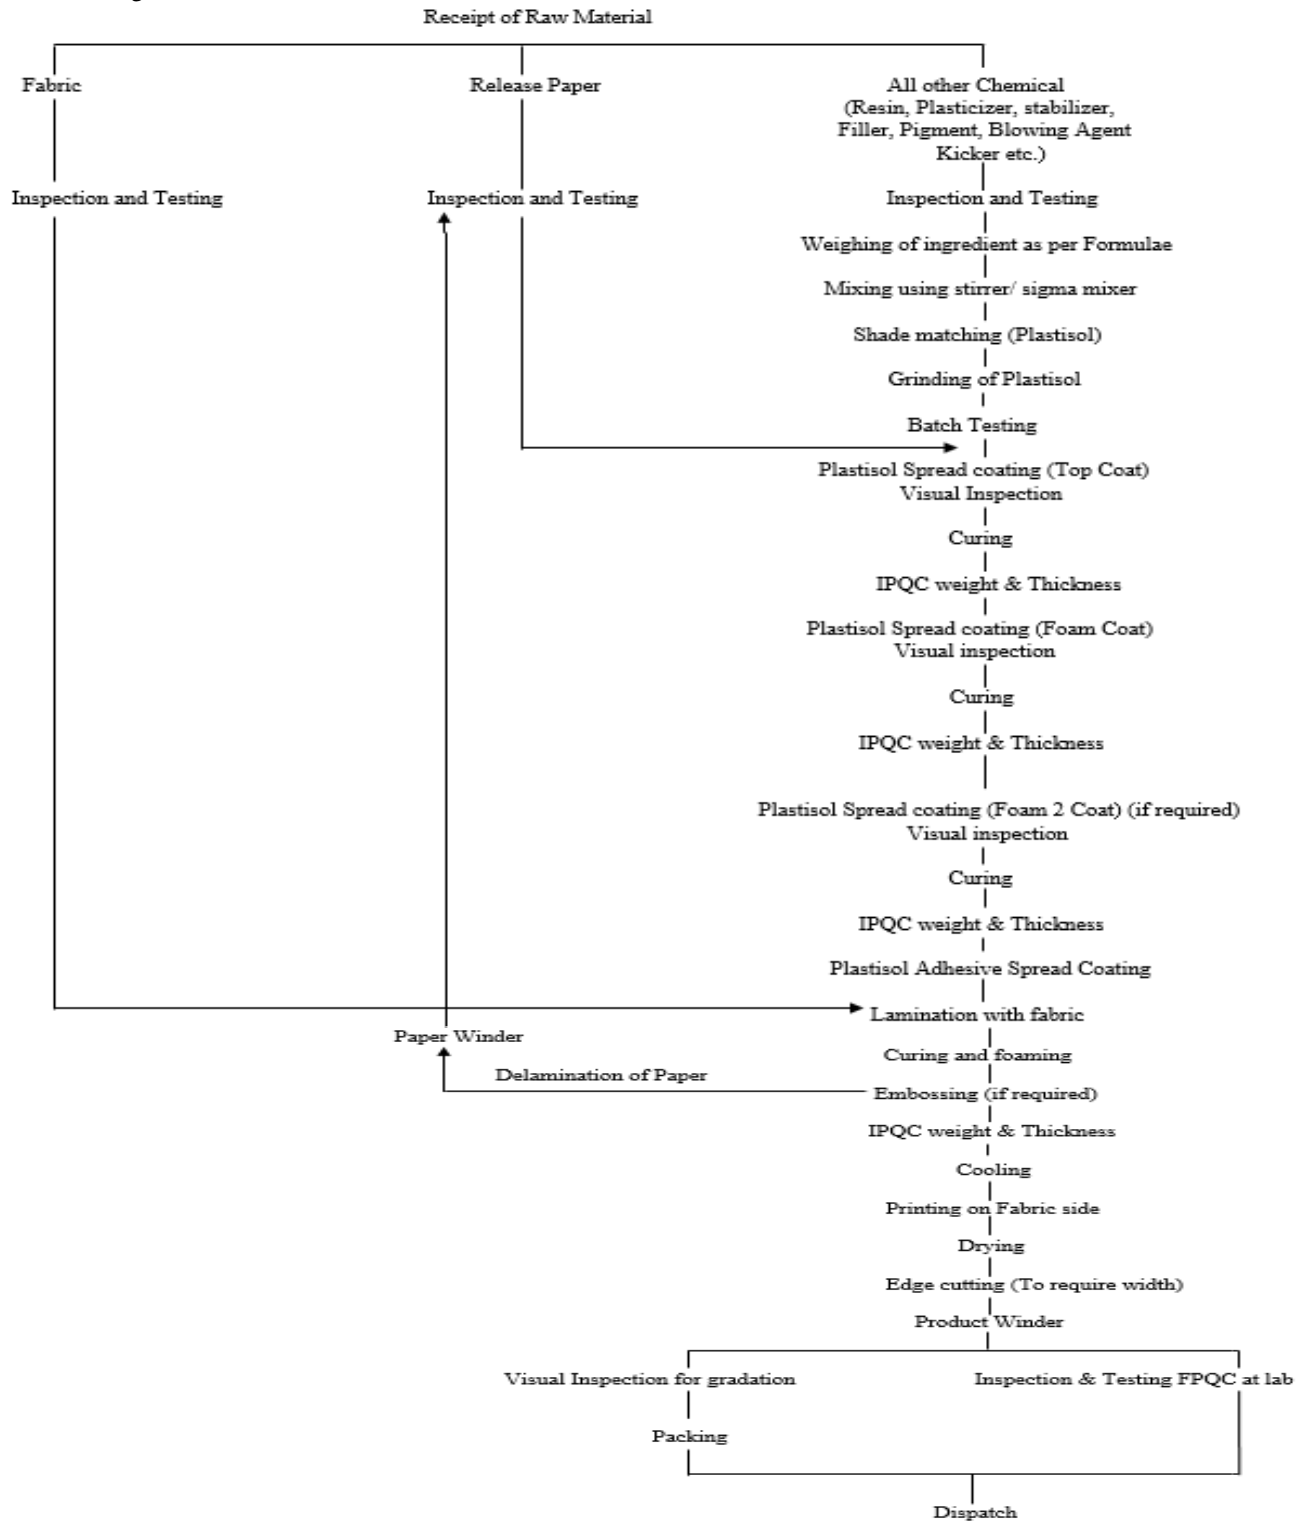 Receipt of Raw Material
Fabric
Release Paper
All other Chemical
(Resin, Plasticizer, stabilizer,
Filler, Pigment, Blowing Agent
Kicker etc.)
Inspection and Testing
Inspection and Testing
Inspection and Testing
Weighing of ingredient as per Formulae
Mixing using stirrer/ sigma mixer
Shade matching (Plastisol)
Grinding of Plastisol
Batch Testing
Plastisol Spread coating (Top Coat)
Visual Inspection
Curing
IPQC weight & Thickness
Plastisol Spread coating (Foam Coat)
Visual inspection
Curing
IPQC weight & Thickness
Plastisol Spread coating (Foam 2 Coat) (if required)
Visual inspection
Curing
IPQC weight & Thickness
Plastisol Adhesive Spread Coating
Lamination with fabric
Paper Winder
Curing and foaming
Delamination of Paper
Embossing (if required)
IPQC weight & Thickness
Cooling
Printing on Fabric side
Drying
Edge cutting (To require width)
Product Winder
Visual Inspection for gradation
Inspection & Testing FPQC at lab
Packing
Dispatch